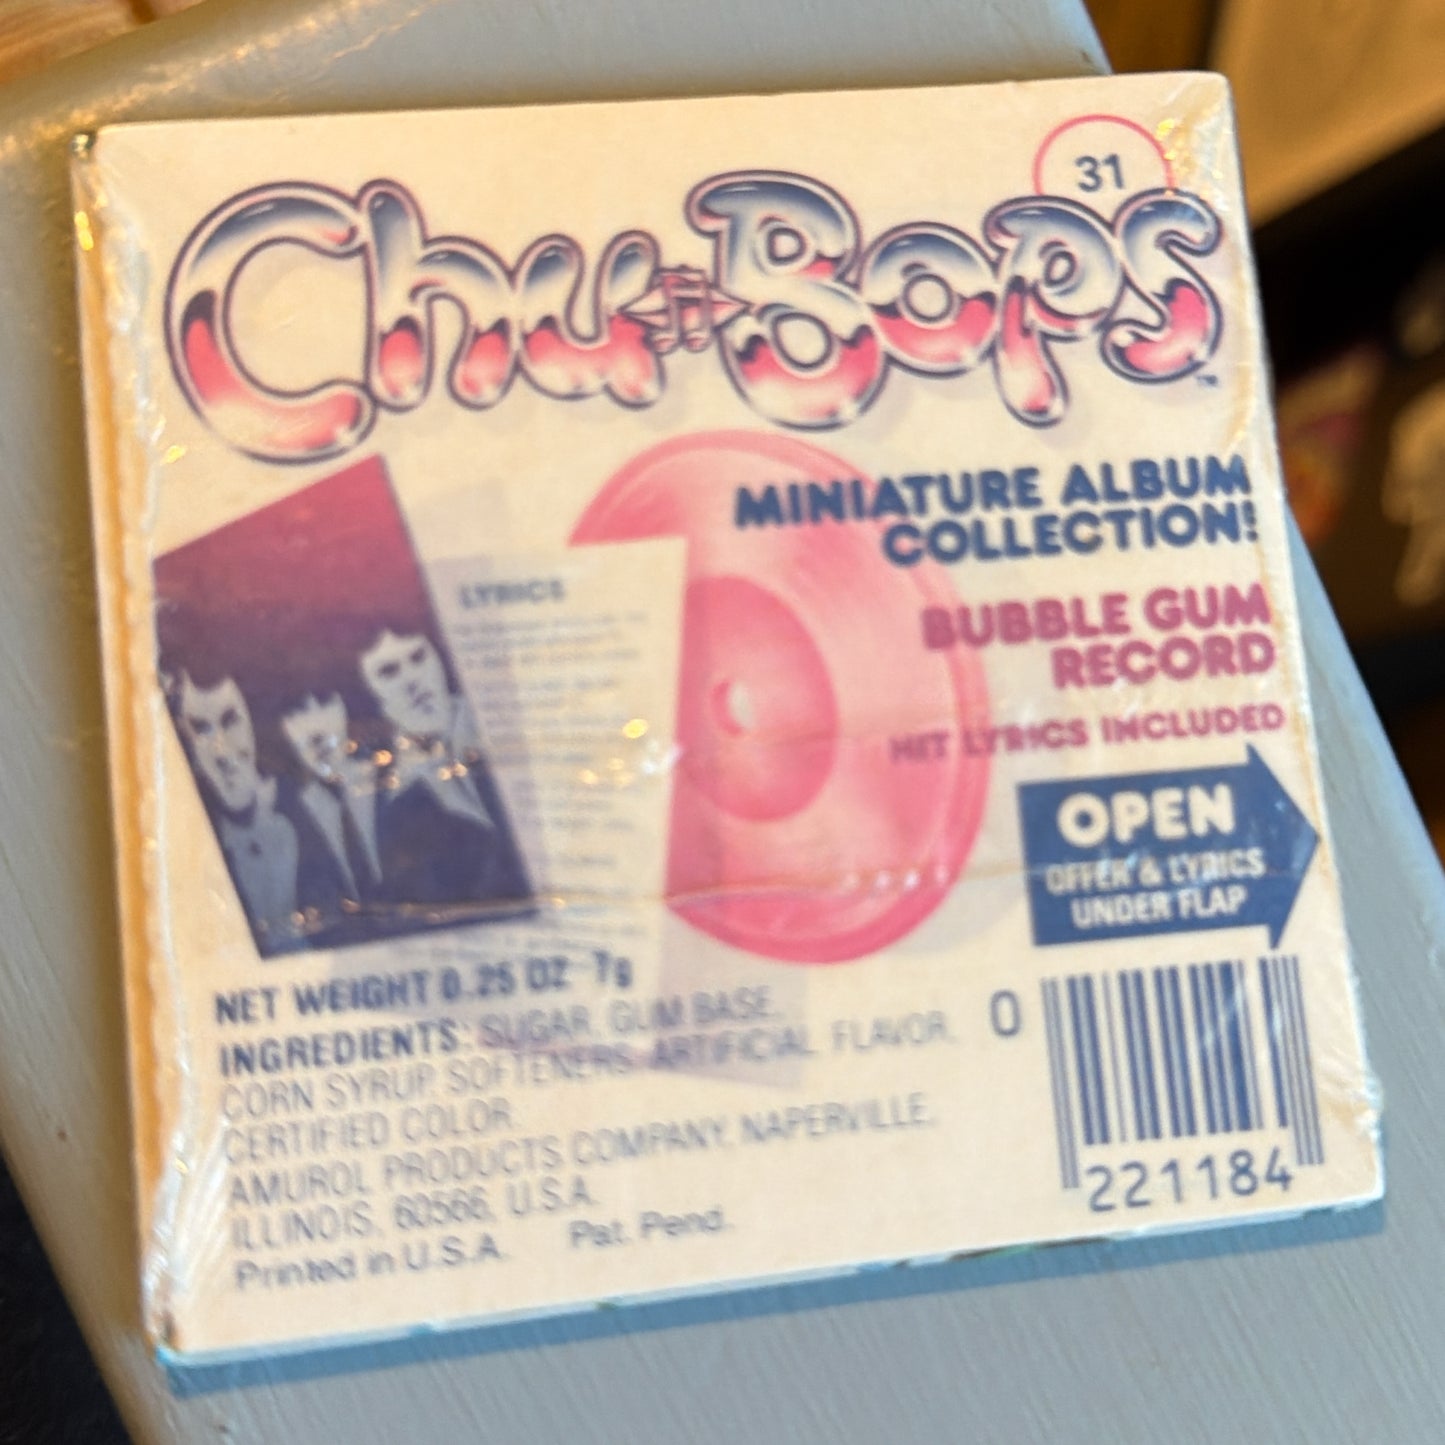 31
Chu Bops™
MINIATURE ALBUM
COLLECTION!
BUBBLE GUM
RECORD
HIT LYRICS INCLUDED
LYRICS
OPEN
OFFER & LYRICS
UNDER FLAP
NET WEIGHT 0.25 OZ 7g
INGREDIENTS: SUGAR, GUM BASE,
CORN SYRUP, SOFTENERS, ARTIFICIAL FLAVOR,
CERTIFIED COLOR.
AMUROL PRODUCTS COMPANY, NAPERVILLE,
ILLINOIS, 60566, U.S.A.
Printed in U.S.A. Pat. Pend.
0
221184